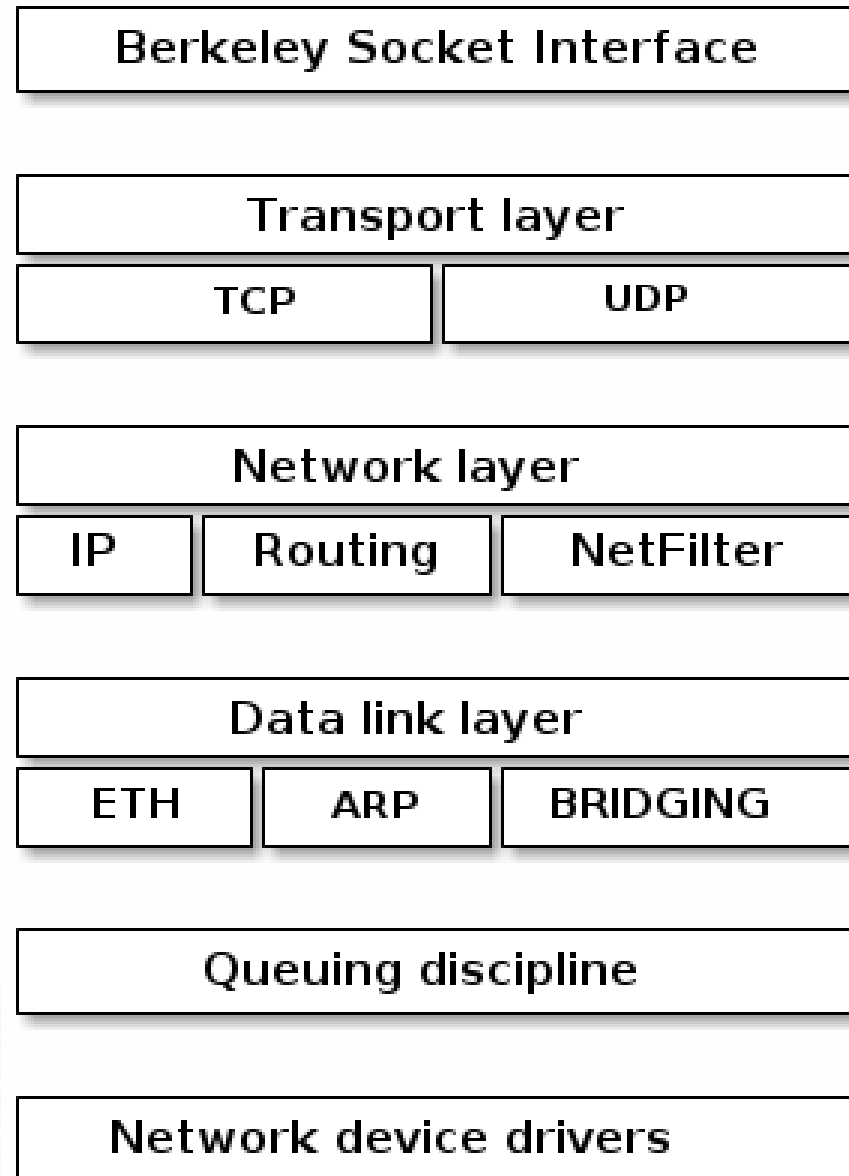 Berkeley Socket Interface
Transport layer
TCP UDP
Network layer
IP Routing NetFilter
Data link layer
ETH ARP BRIDGING
Queuing discipline
Network device drivers